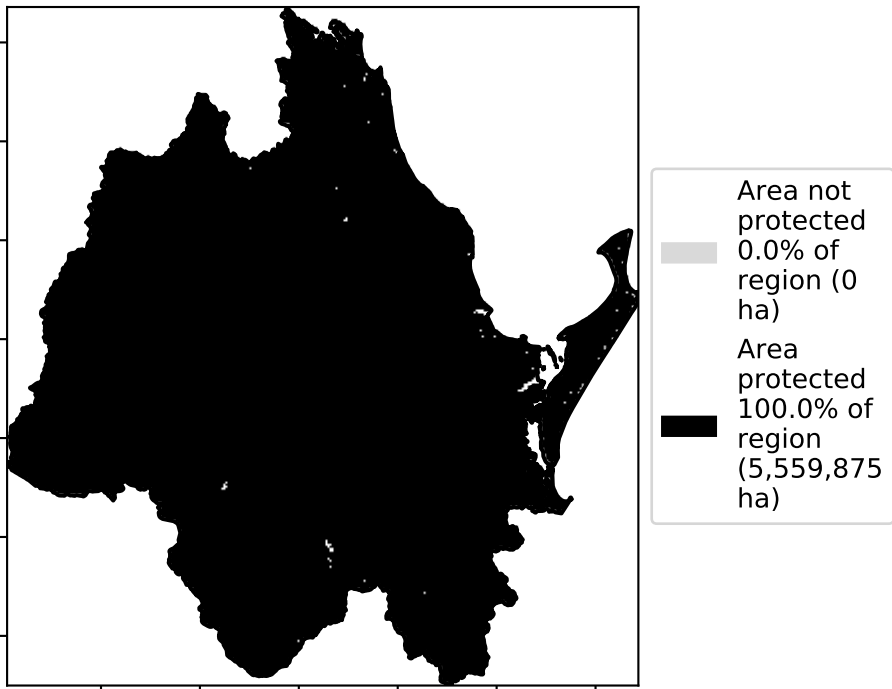 Area not
protected
0.0% of
region (0
ha)
Area
protected
100.0% of
region
(5,559,875
ha)